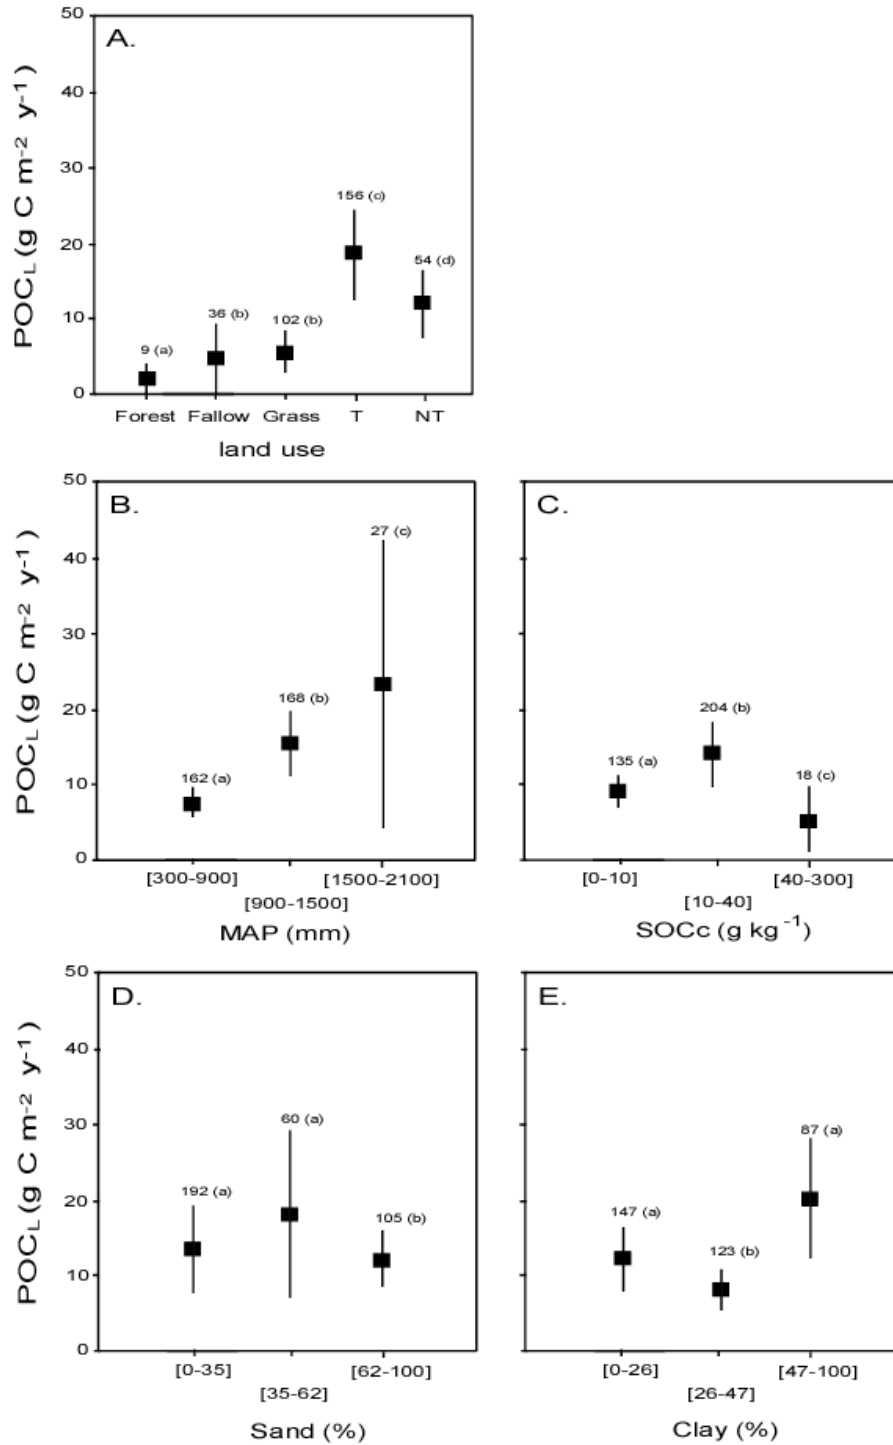 A.
POCL (g C m-2 y-1)
50
40
30
20
10
0
9 (a)
36 (b)
102 (b)
156 (c)
54 (d)
Forest Fallow Grass T NT
land use
B.
POCL (g C m-2 y-1)
50
40
30
20
10
0
162 (a)
168 (b)
27 (c)
[300-900] [1500-2100]
[900-1500]
MAP (mm)
C.
135 (a)
204 (b)
18 (c)
[0-10] [40-300]
[10-40]
SOCc (g kg-1)
D.
POCL (g C m-2 y-1)
50
40
30
20
10
0
192 (a)
60 (a)
105 (b)
[0-35] [62-100]
[35-62]
Sand (%)
E.
147 (a)
123 (b)
87 (a)
[0-26] [47-100]
[26-47]
Clay (%)